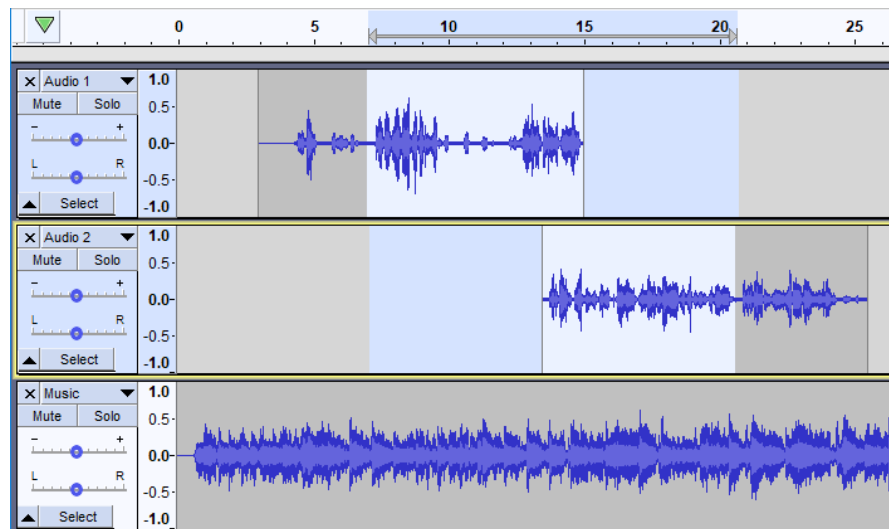 0 5 10 15 20 25
× Audio 1 ▼ 1.0
Mute Solo 0.5-
- + 0.0-
L R -0.5-
▲ Select -1.0
× Audio 2 ▼ 1.0
Mute Solo 0.5-
- + 0.0-
L R -0.5-
▲ Select -1.0
× Music ▼ 1.0
Mute Solo 0.5-
- + 0.0-
L R -0.5-
▲ Select -1.0